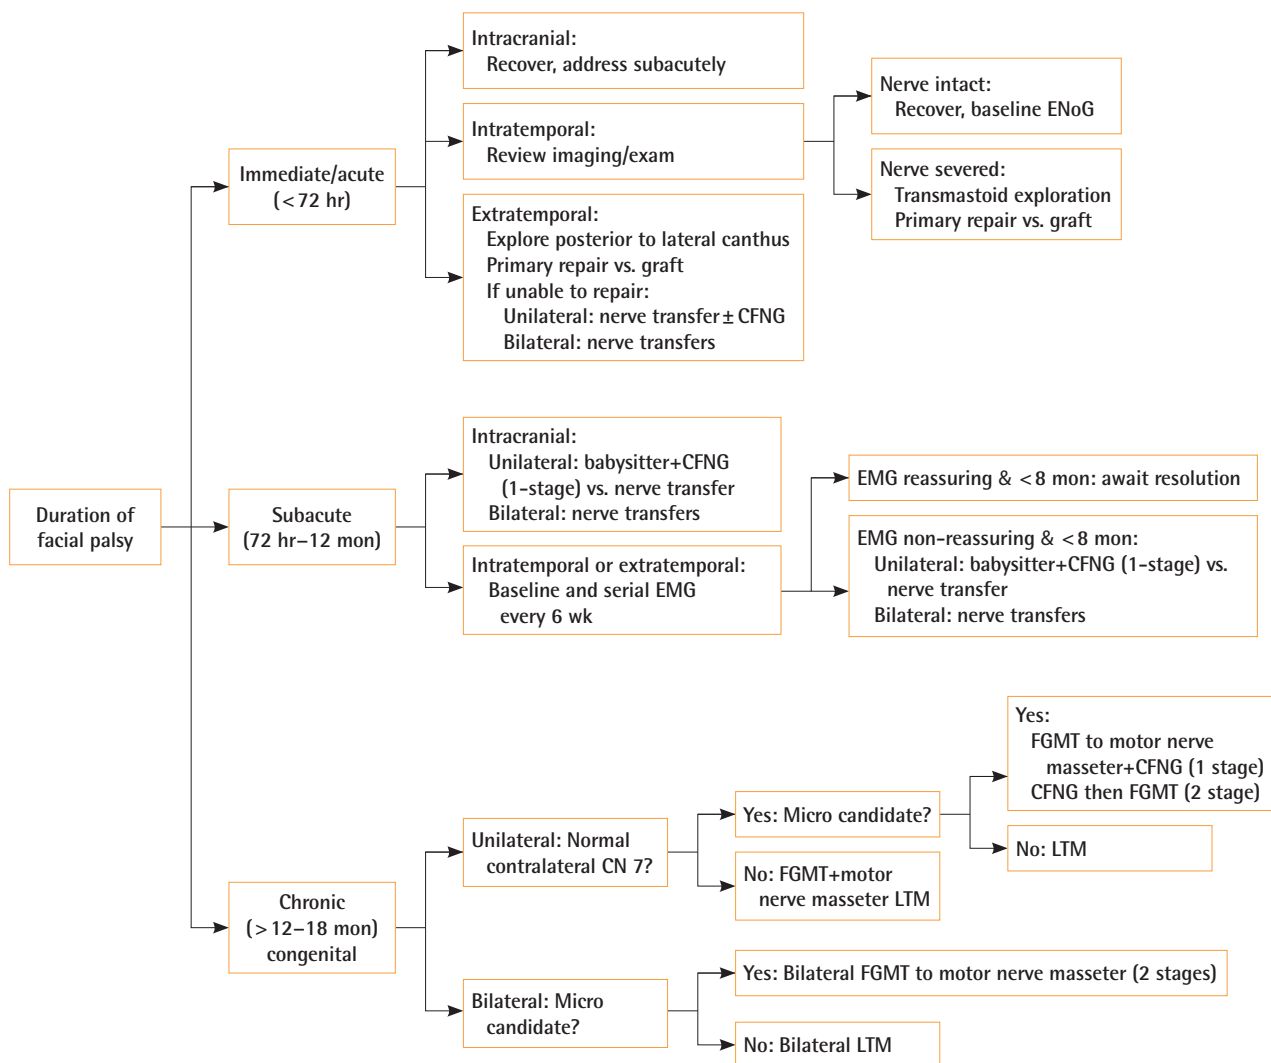 Duration of
facial palsy
Immediate/acute
(<72 hr)
Intracranial:
Recover, address subacutely
Intratemporal:
Review imaging/exam
Nerve intact:
Recover, baseline ENoG
Nerve severed:
Transmastoid exploration
Primary repair vs. graft
Extratemporal:
Explore posterior to lateral canthus
Primary repair vs. graft
If unable to repair:
Unilateral: nerve transfer ± CFNG
Bilateral: nerve transfers
Subacute
(72 hr–12 mon)
Intracranial:
Unilateral: babysitter+CFNG
(1-stage) vs. nerve transfer
Bilateral: nerve transfers
Intratemporal or extratemporal:
Baseline and serial EMG
every 6 wk
EMG reassuring & <8 mon: await resolution
EMG non-reassuring & <8 mon:
Unilateral: babysitter+CFNG (1-stage) vs.
nerve transfer
Bilateral: nerve transfers
Chronic
(>12–18 mon)
congenital
Unilateral: Normal
contralateral CN 7?
Yes: Micro candidate?
Yes:
FGMT to motor nerve
masseter+CFNG (1 stage)
CFNG then FGMT (2 stage)
No: LTM
No: FGMT+motor
nerve masseter LTM
Bilateral: Micro
candidate?
Yes: Bilateral FGMT to motor nerve masseter (2 stages)
No: Bilateral LTM